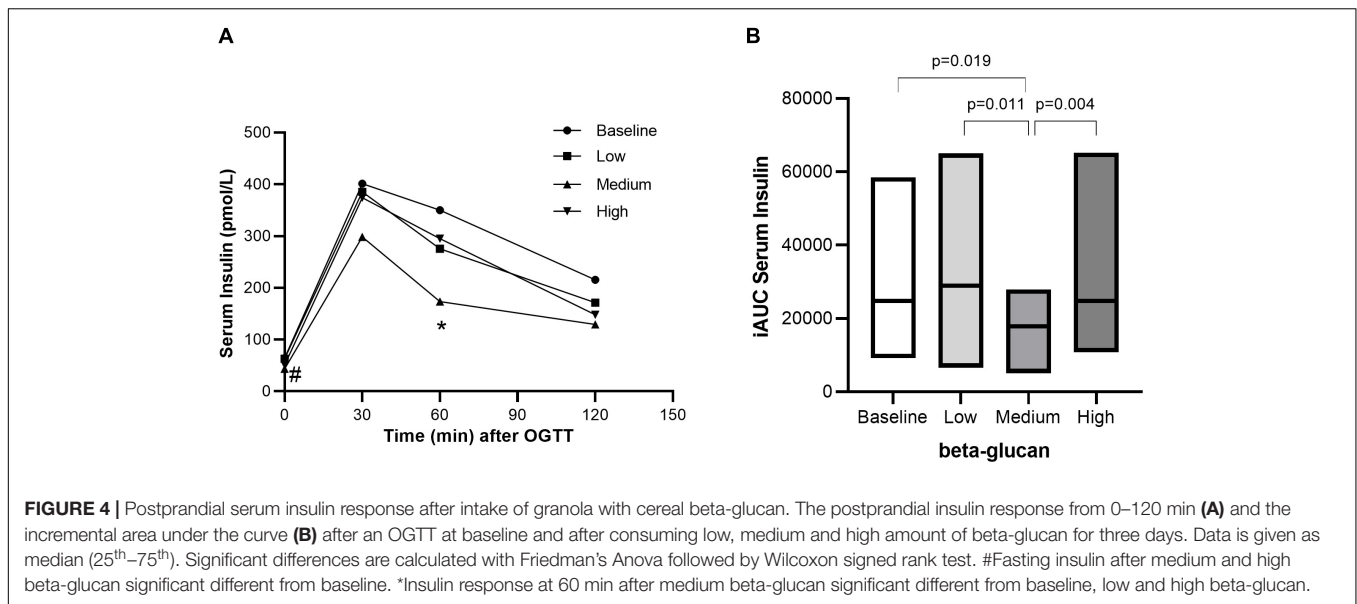 A
500
400
300
200
100
0
Serum Insulin (pmol/L)
Baseline
Low
Medium
High
#
*
0
30
60
90
120
150
Time (min) after OGTT
B
p=0.019
p=0.011
p=0.004
80000
60000
40000
20000
0
iAUC Serum Insulin
Baseline
Low
Medium
High
beta-glucan
FIGURE 4 | Postprandial serum insulin response after intake of granola with cereal beta-glucan. The postprandial insulin response from 0–120 min (A) and the
incremental area under the curve (B) after an OGTT at baseline and after consuming low, medium and high amount of beta-glucan for three days. Data is given as
median (25th–75th). Significant differences are calculated with Friedman's Anova followed by Wilcoxon signed rank test. #Fasting insulin after medium and high
beta-glucan significant different from baseline. *Insulin response at 60 min after medium beta-glucan significant different from baseline, low and high beta-glucan.